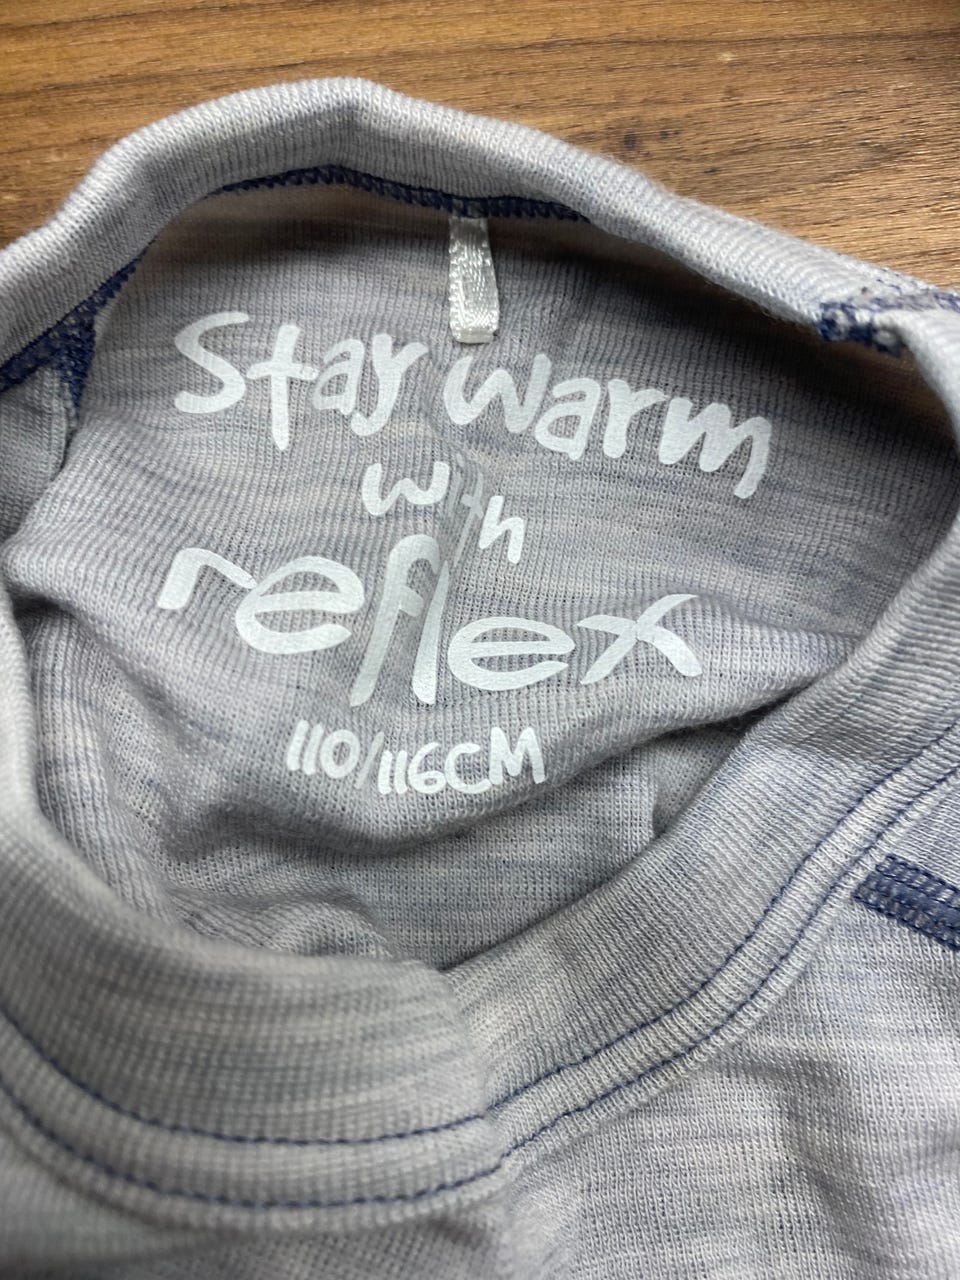 Stay warm
with
reflex
110/116CM